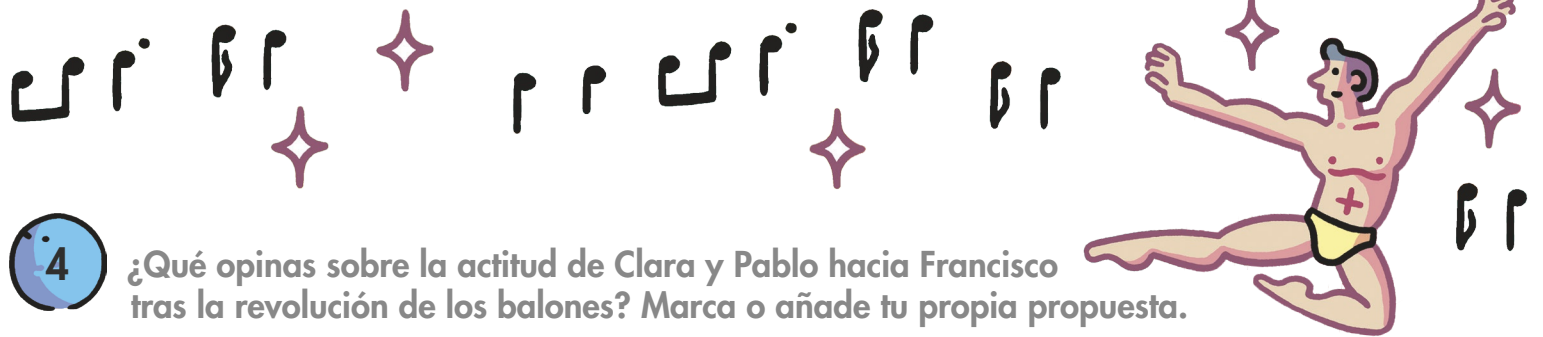 4
¿Qué opinas sobre la actitud de Clara y Pablo hacia Francisco
tras la revolución de los balones? Marca o añade tu propia propuesta.